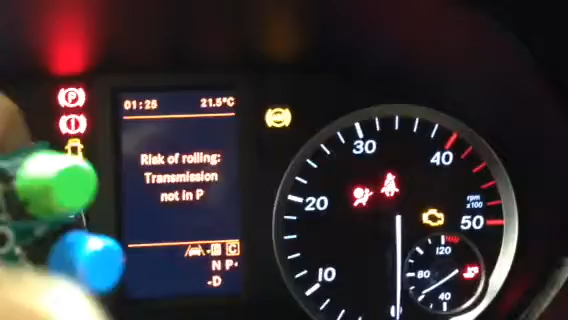 01:25 21.5°C
Risk of rolling:
Transmission
not in P
C
N P
-D
P
30
40
20
50
10
rpm
x100
120
80
40